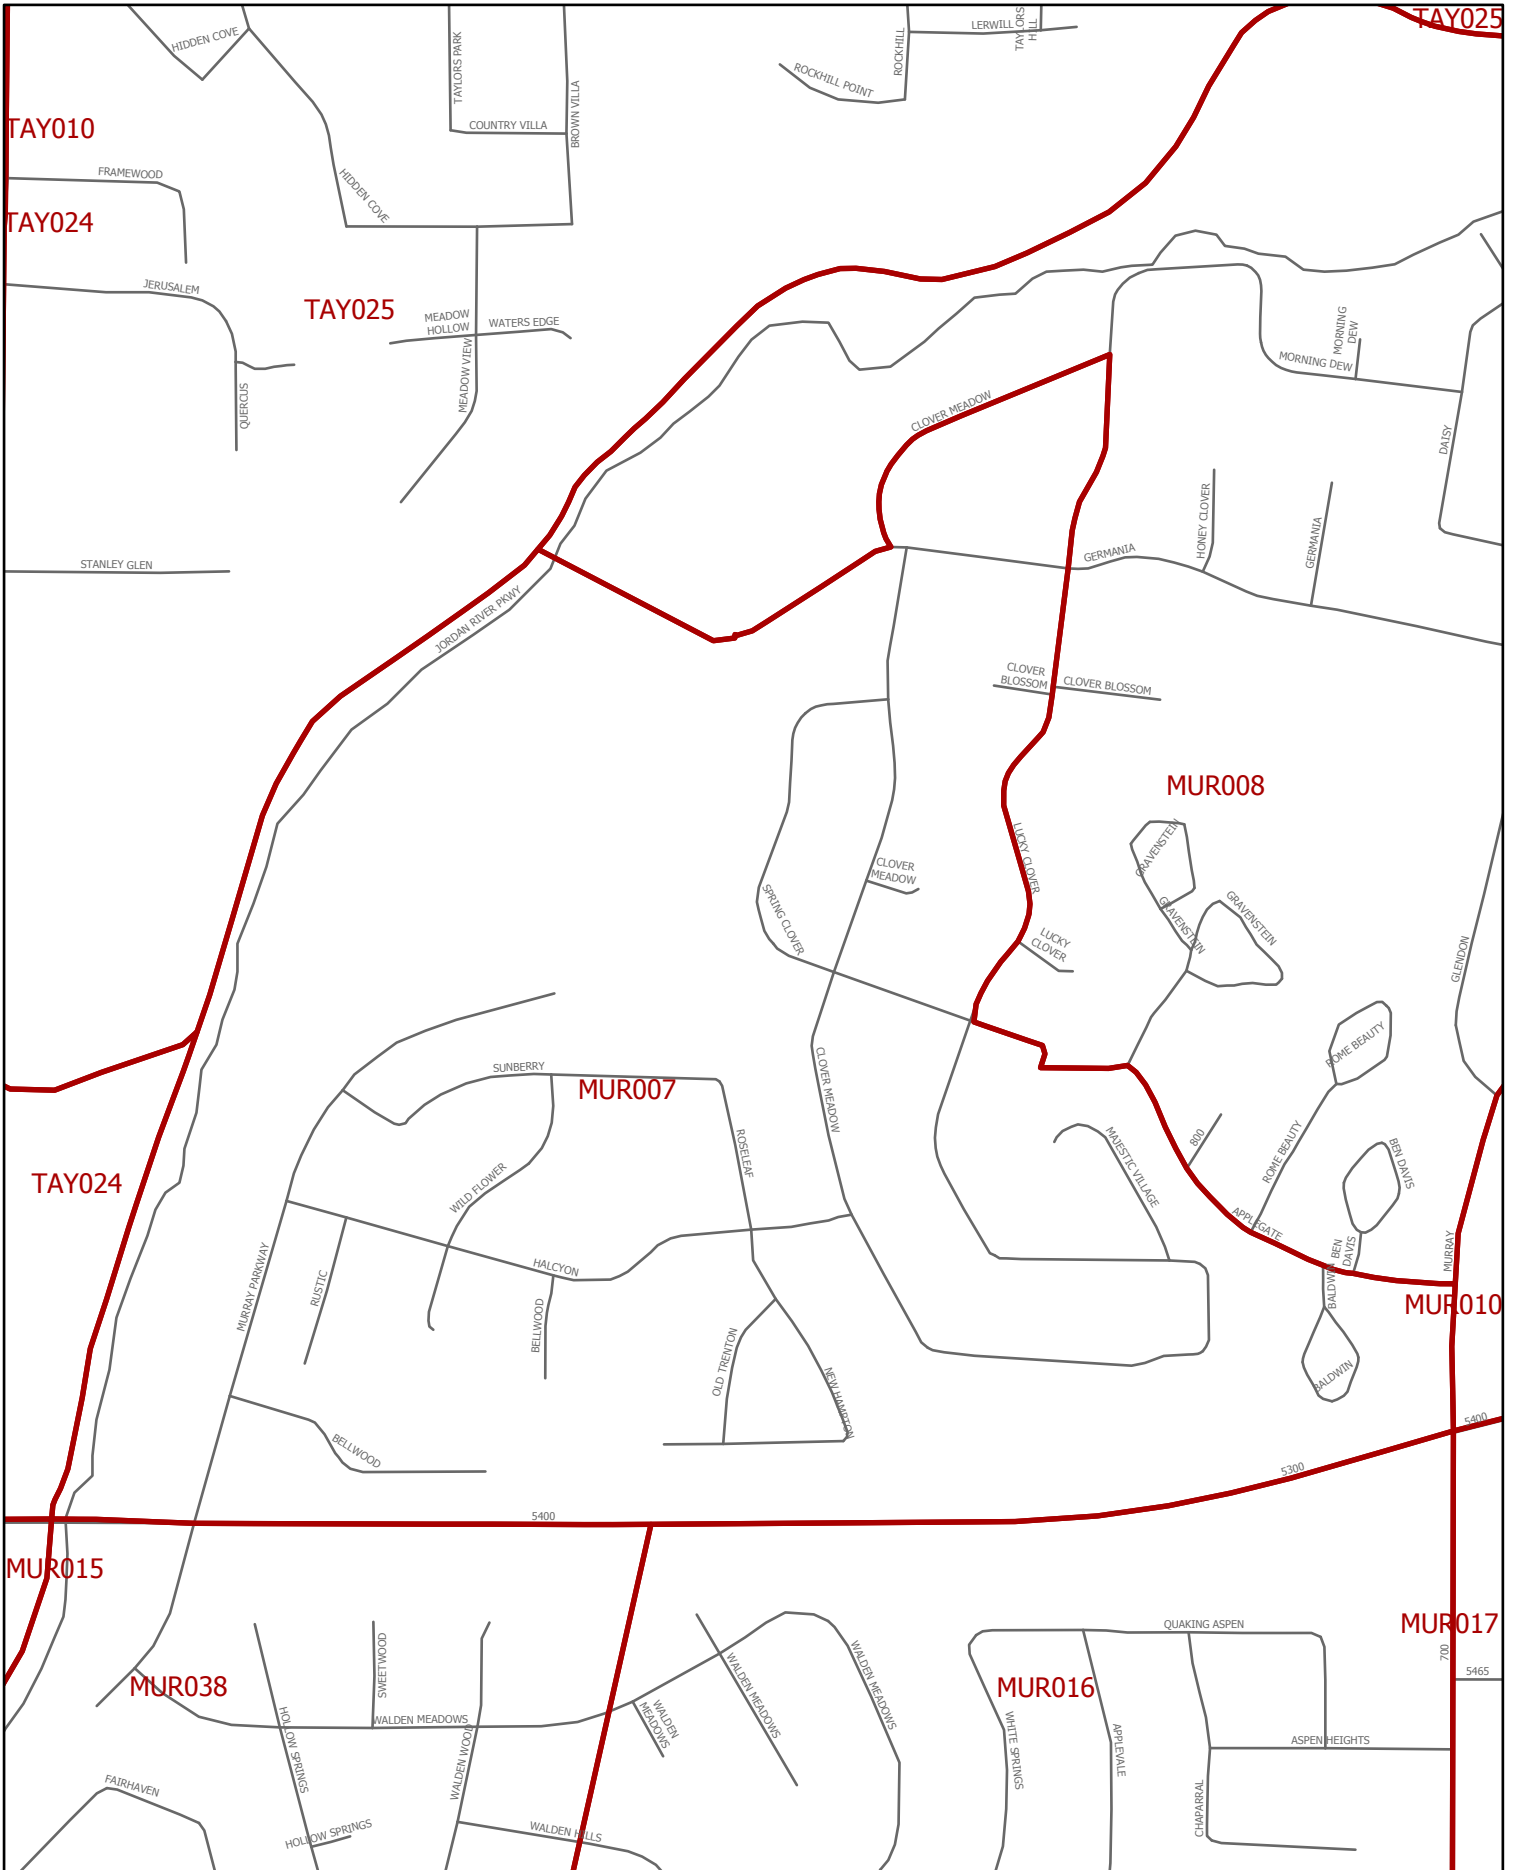 TAY025
HIDDEN COVE
TAYLORS PARK
BROWN VILLA
COUNTRY VILLA
ROCKHILL
LERWILL
TAYLORS
HILL
ROCKHILL POINT
TAY010
FRAMEWOOD
HIDDEN COVE
TAY024
JERUSALEM
TAY025
MEADOW
HOLLOW
WATERS EDGE
MEADOW VIEW
QUERCUS
MORNING
DEW
MORNING DEW
CLOVER MEADOW
DAISY
HONEY CLOVER
GERMANIA
GERMANIA
STANLEY GLEN
JORDAN RIVER PKWY
CLOVER
BLOSSOM
CLOVER BLOSSOM
MUR008
GRAVENSTEIN
LUCKY CLOVER
CLOVER
MEADOW
SPRING CLOVER
GRAVENSTEIN
GRAVENSTEIN
LUCKY
CLOVER
GLENDON
ROME BEAUTY
SUNBERRY
MUR007
CLOVER MEADOW
ROSELEAF
MAJESTIC VILLAGE
800
ROME BEAUTY
BEN DAVIS
TAY024
WILD FLOWER
APPLEGATE
MURRAY
BEN
DAVIS
BALDWIN
MURRAY PARKWAY
RUSTIC
HALCYON
BELLWOOD
MUR010
OLD TRENTON
NEW HAMPTON
BALDWIN
BELLWOOD
5400
5300
5400
MUR015
MUR017
QUAKING ASPEN
700
5465
SWEETWOOD
WALDEN MEADOWS
WALDEN MEADOWS
WALDEN
MEADOWS
MUR038
MUR016
WALDEN MEADOWS
HOLLOW SPRINGS
WALDEN WOOD
WHITE SPRINGS
APPLEVALE
ASPEN HEIGHTS
CHAPARRAL
FAIRHAVEN
HOLLOW SPRINGS
WALDEN HILLS